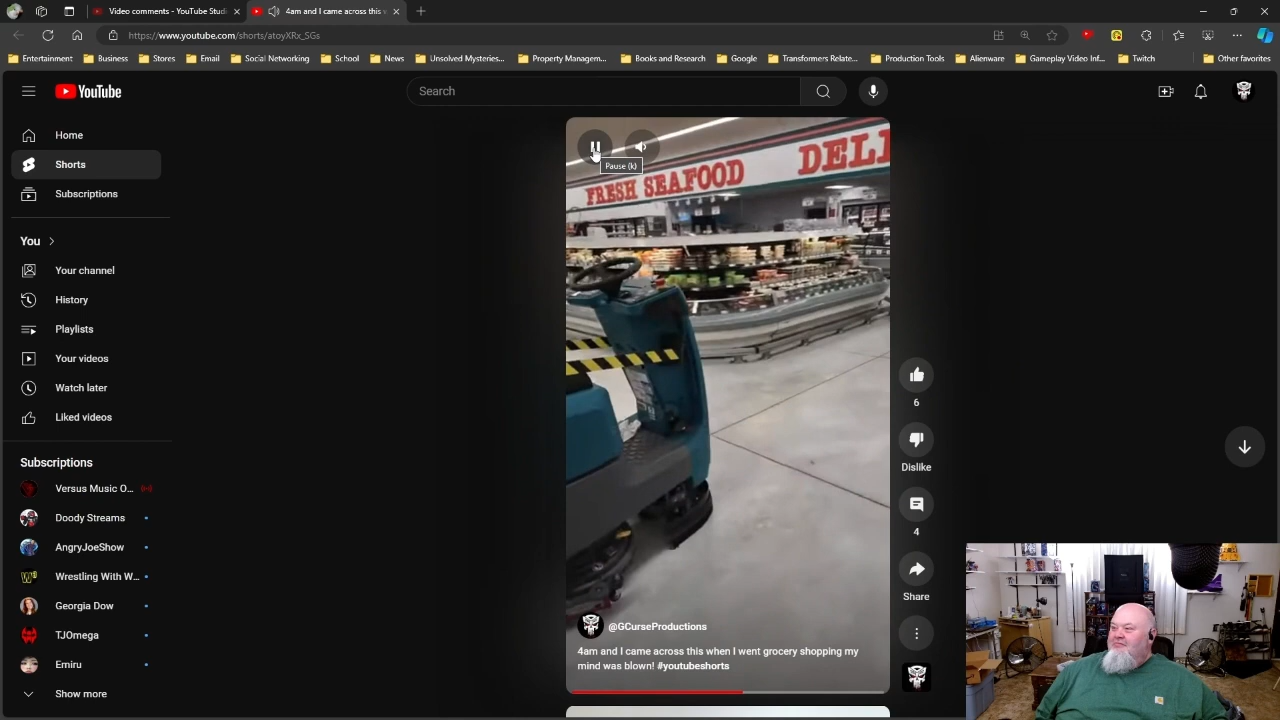 Video comments - YouTube Studi
4am and I came across this w
https://www.youtube.com/shorts/atoyXRx_SGs
Entertainment
Business
Stores
Email
Social Networking
School
News
Unsolved Mysteries...
Property Managem...
Books and Research
Google
Transformers Relate...
Production Tools
Alienware
Gameplay Video Inf...
Twitch
Other favorites
YouTube
Search
Home
Shorts
Subscriptions
You
Your channel
History
Playlists
Your videos
Watch later
Liked videos
Subscriptions
Versus Music O...
Doody Streams
AngryJoeShow
Wrestling With W...
Georgia Dow
TJOmega
Emiru
Show more
Pause (k)
FRESH SEAFOOD
DELI
6
Dislike
4
Share
@GCurseProductions
4am and I came across this when I went grocery shopping my
mind was blown! #youtubeshorts